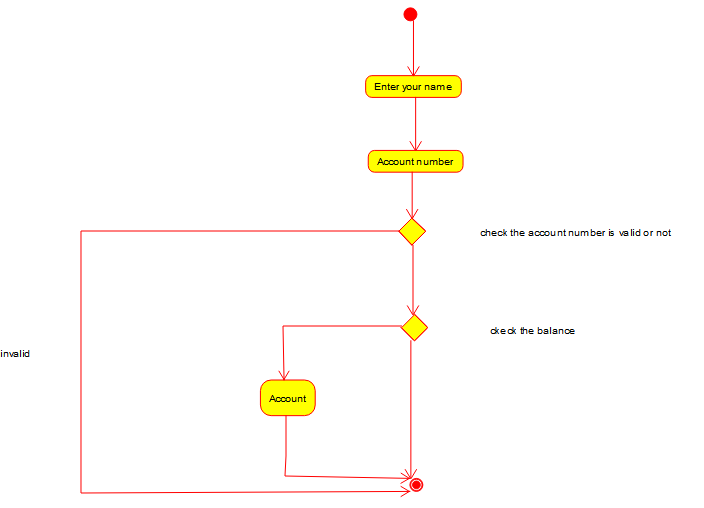 Enter your name
Account number
check the account number is valid or not
ckeck the balance
invalid
Account